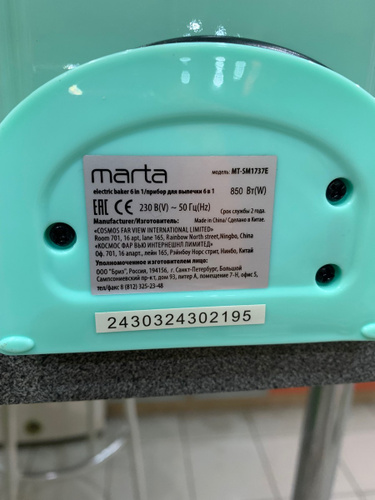 marta
модель: MT-SM1737E
electric baker 6 in 1/прибор для выпечки 6 в 1
850 Вт(W)
EAC CE 230 В(V) ~ 50 Гц(Hz)
Made in China/ Сделано в Китае.
Manufacturer/Изготовитель:
Срок службы 2 года.
«COSMOS FAR VIEW INTERNATIONAL LIMITED»
Room 701, 16 apt, lane 165, Rainbow North street,Ningbo, China
«КОСМОС ФАР ВЬЮ ИНТЕРНЕШНЛ ЛИМИТЕД»
Оф. 701, 16 апарт., лейн 165, Рэйнбоу Норс стрит, Нинбо, Китай
Уполномоченное изготовителем лицо:
ООО "Бриз", Россия, 194156, г. Санкт-Петербург, Большой
Сампсониевский пр-кт, дом 93, литер А, помещение 7-Н, офис 5,
тел/факс 8 (812) 325-23-48
2430324302195